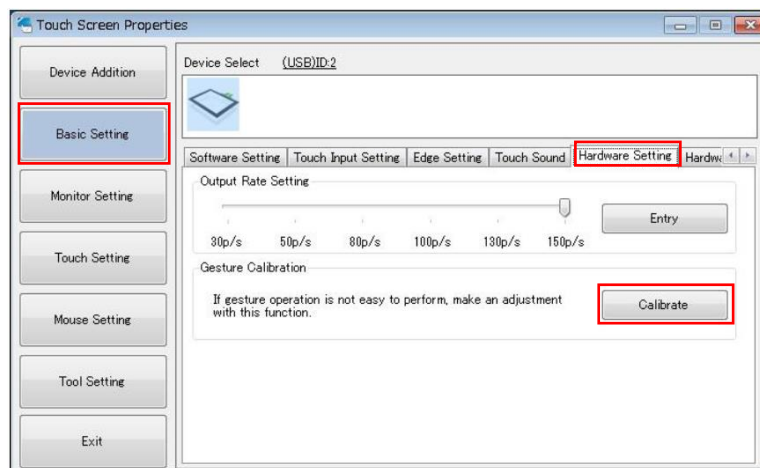 Touch Screen Properties
Device Addition
Basic Setting
Monitor Setting
Touch Setting
Mouse Setting
Tool Setting
Exit
Device Select (USB)ID:2
Software Setting Touch Input Setting Edge Setting Touch Sound Hardware Setting
Output Rate Setting
30p/s 50p/s 80p/s 100p/s 130p/s 150p/s
Entry
Gesture Calibration
If gesture operation is not easy to perform, make an adjustment
with this function.
Calibrate